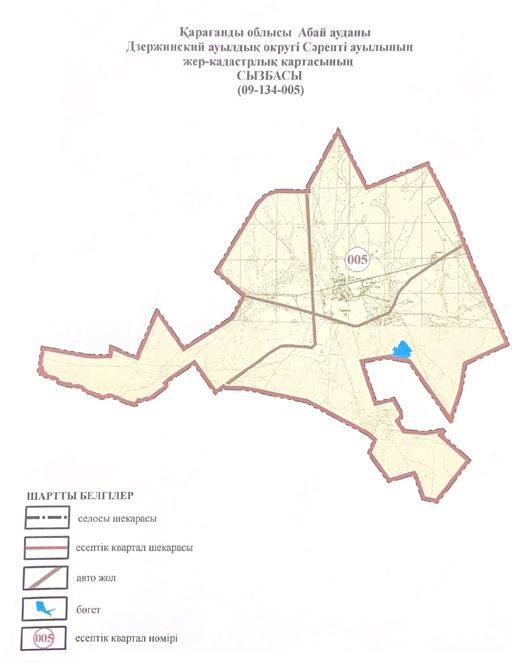 Қарағанды облысы Абай ауданы
Дзержинский ауылдық округі Сәрепті ауылының
жер-кадастрлық картасының
СЫЗБАСЫ
(09-134-005)
005
ШАРТТЫ БЕЛГІЛЕР
селосы шекарасы
есептік квартал шекарасы
авто жол
бөгет
005
есептік квартал нөмірі